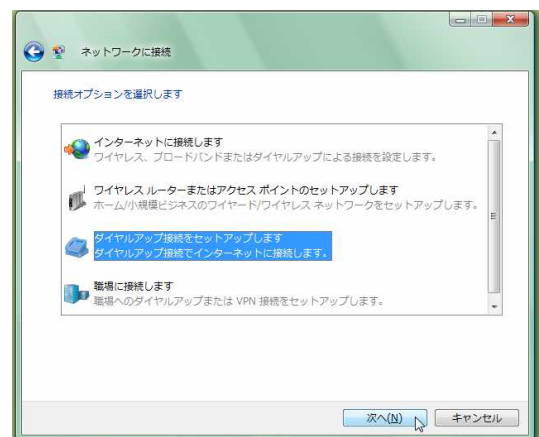 ネットワークに接続
接続オプションを選択します
インターネットに接続します
ワイヤレス、ブロードバンドまたはダイヤルアップによる接続を設定します。
ワイヤレス ルーターまたはアクセス ポイントのセットアップします
ホーム/小規模ビジネスのワイヤード/ワイヤレス ネットワークをセットアップします。
ダイヤルアップ接続をセットアップします
ダイヤルアップ接続でインターネットに接続します。
職場に接続します
職場へのダイヤルアップまたは VPN 接続をセットアップします。
次へ(N) キャンセル